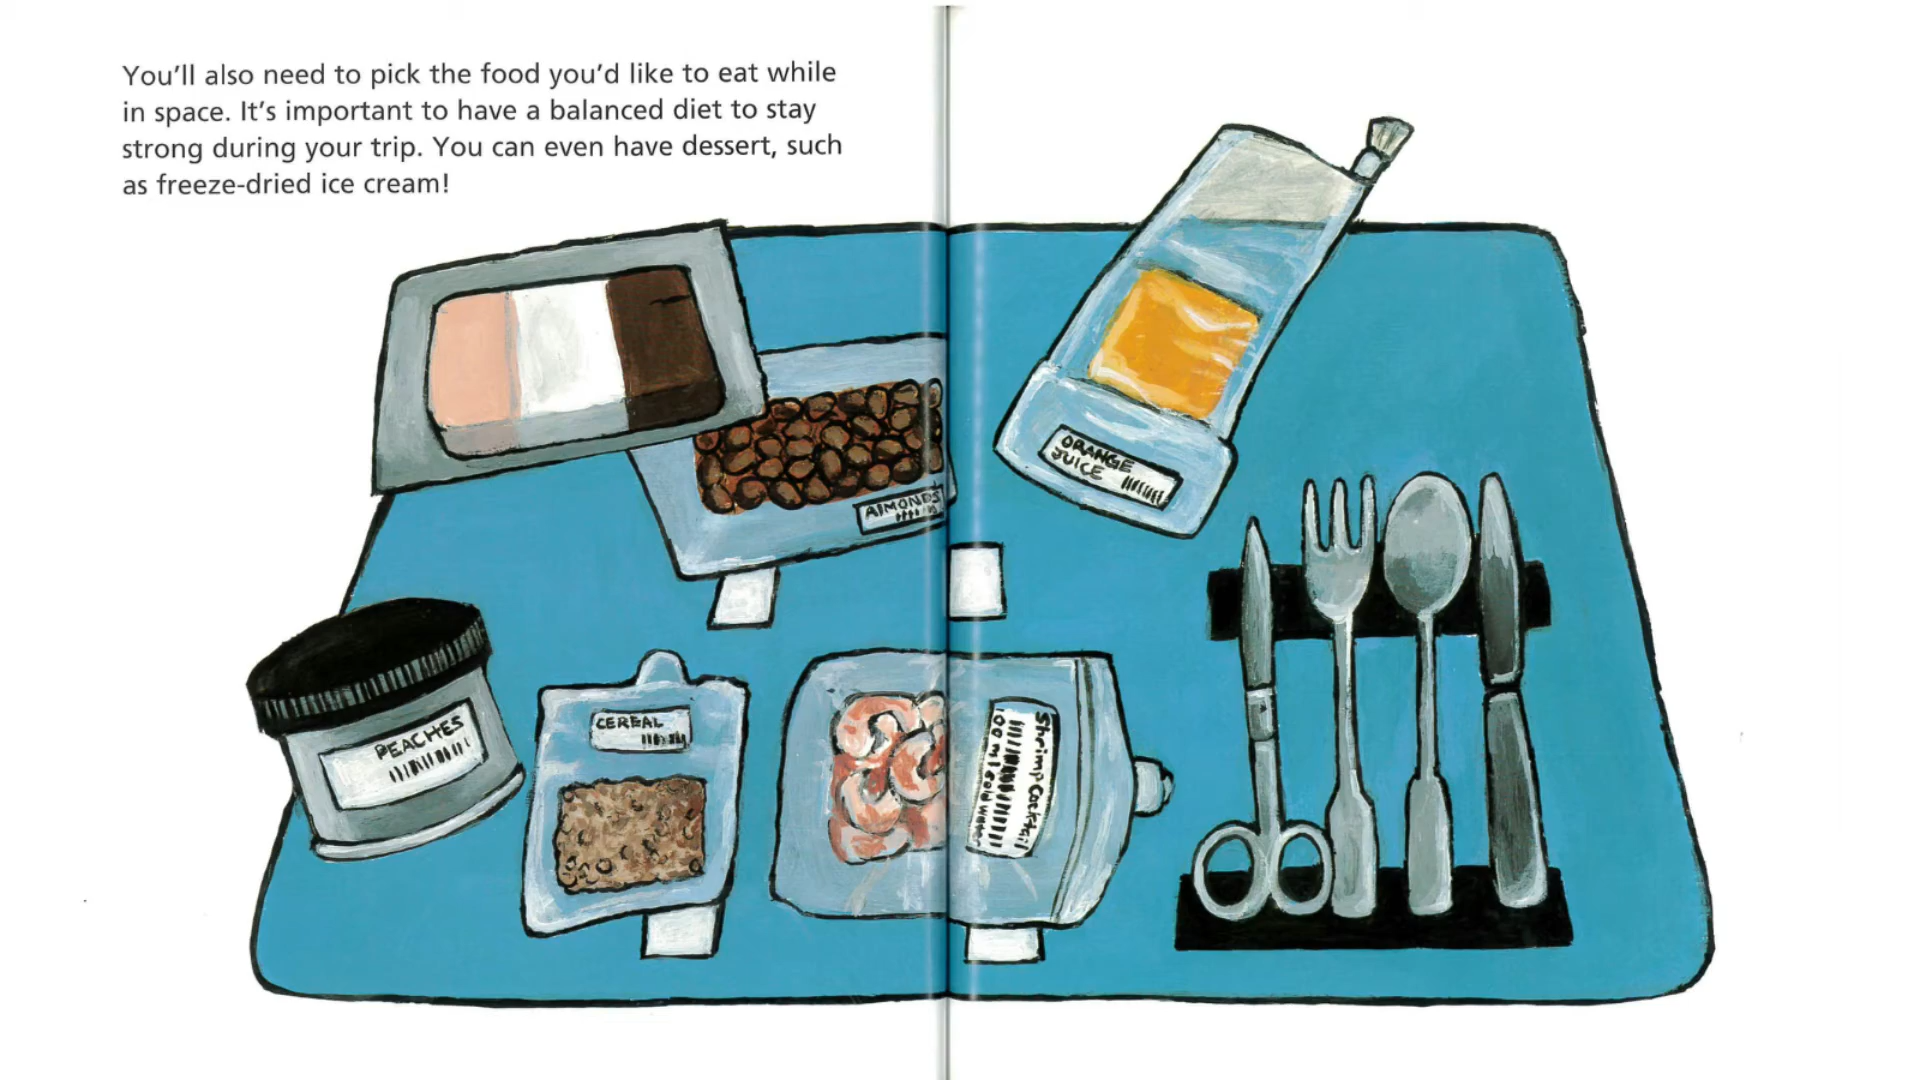 You'll also need to pick the food you'd like to eat while
in space. It's important to have a balanced diet to stay
strong during your trip. You can even have dessert, such
as freeze-dried ice cream!
ORANGE
JUICE
AlMONDS
PEACHES
CEREAL
Shrimp Cocktail
cold water